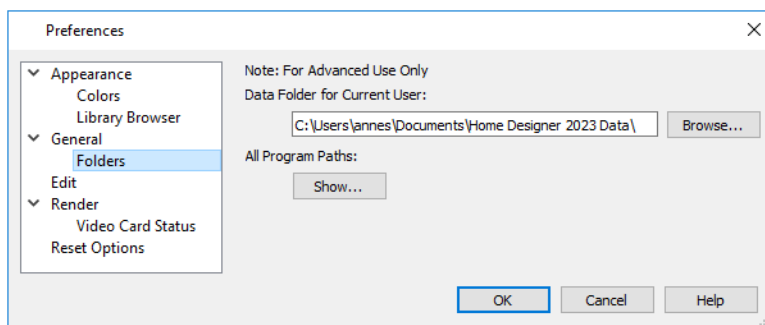 Preferences
Appearance
Colors
Library Browser
General
Folders
Edit
Render
Video Card Status
Reset Options
Note: For Advanced Use Only
Data Folder for Current User:
C:\Users\annes\Documents\Home Designer 2023 Data\ Browse...
All Program Paths:
Show...
OK Cancel Help